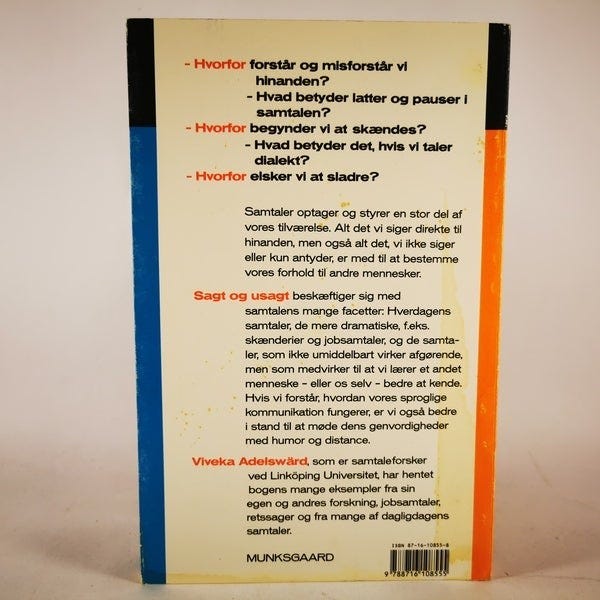 - Hvorfor forstår og misforstår vi
hinanden?
- Hvad betyder latter og pauser i
samtalen?
- Hvorfor begynder vi at skændes?
- Hvad betyder det, hvis vi taler
dialekt?
- Hvorfor elsker vi at sladre?
Samtaler optager og styrer en stor del af
vores tilværelse. Alt det vi siger direkte til
hinanden, men også alt det, vi ikke siger
eller kun antyder, er med til at bestemme
vores forhold til andre mennesker.
Sagt og usagt beskæftiger sig med
samtalens mange facetter: Hverdagens
samtaler, de mere dramatiske, f.eks.
skænderier og jobsamtaler, og de samta-
ler, som ikke umiddelbart virker afgørende,
men som medvirker til at vi lærer et andet
menneske - eller os selv - bedre at kende.
Hvis vi forstår, hvordan vores sproglige
kommunikation fungerer, er vi også bedre
i stand til at møde dens genvordigheder
med humor og distance.
Viveka Adelswärd, som er samtaleforsker
ved Linköping Universitet, har hentet
bogens mange eksempler fra sin
egen og andres forskning, jobsamtaler,
retssager og fra mange af dagligdagens
samtaler.
ISBN 87-16-10855-8
MUNKSGAARD
9 788716 108555